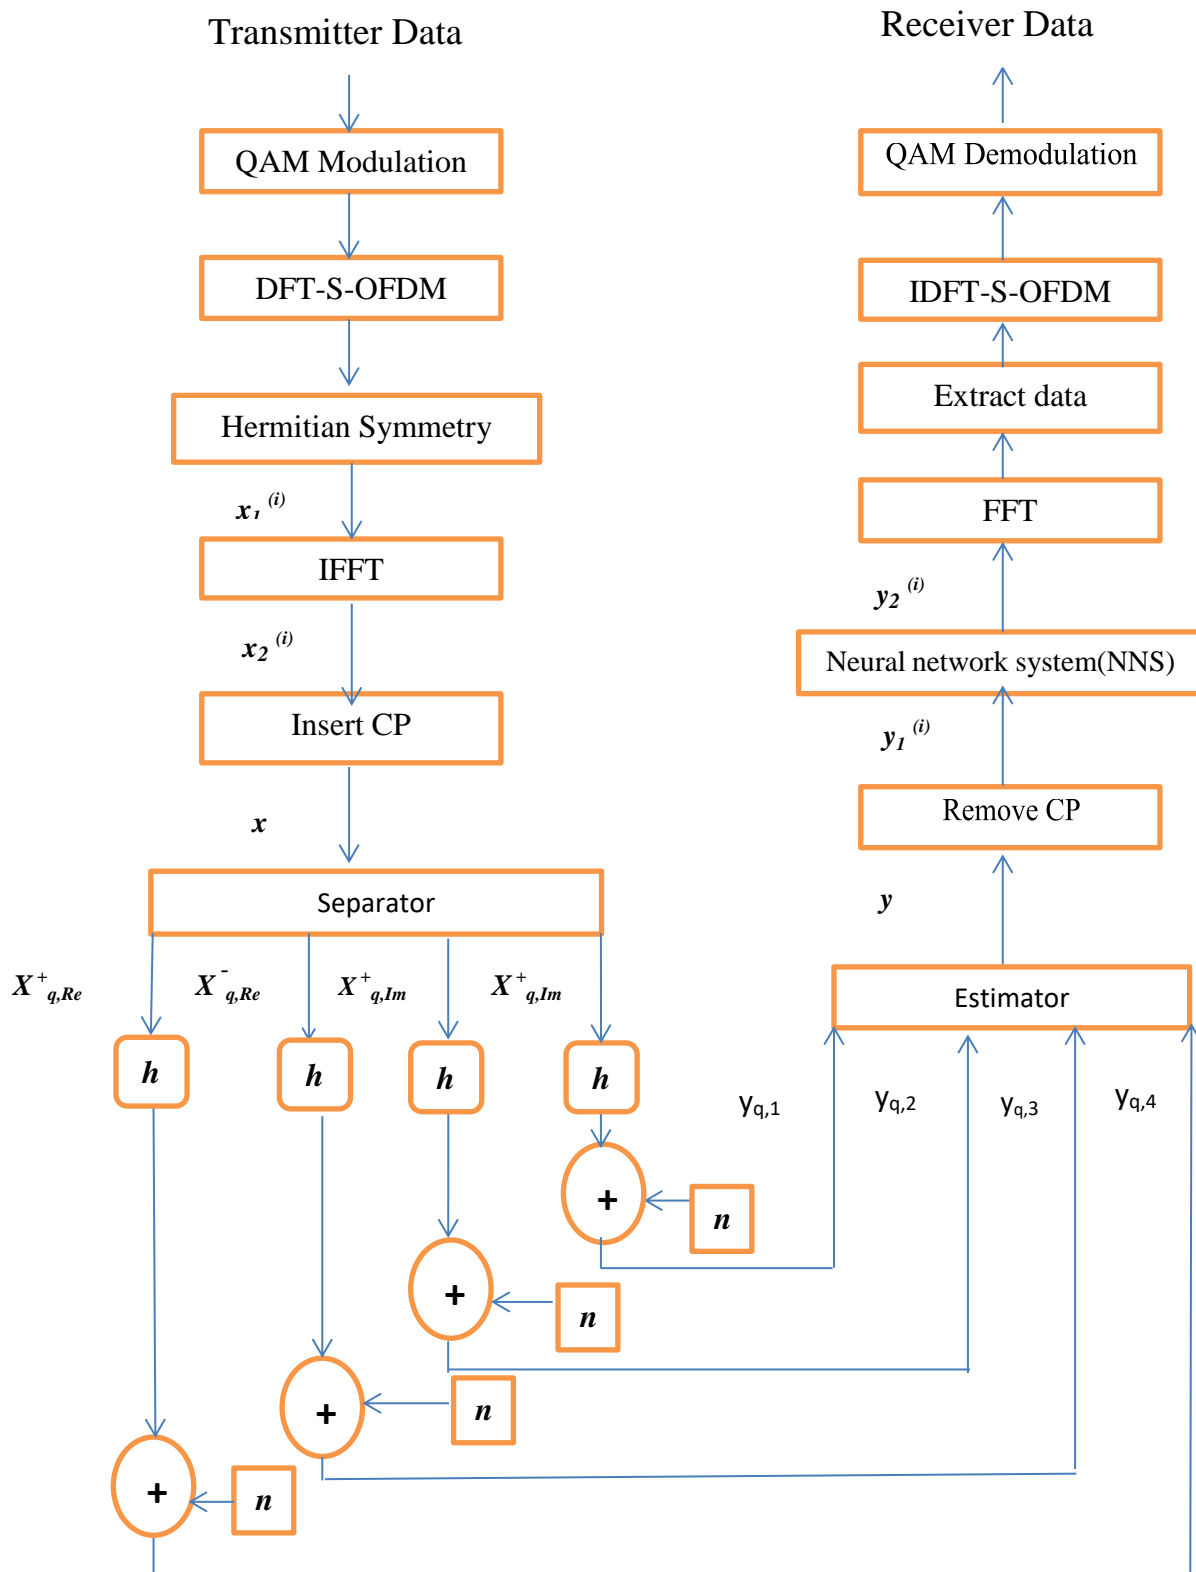 Transmitter Data
QAM Modulation
DFT-S-OFDM
Hermitian Symmetry
x₁ ⁽ⁱ⁾
IFFT
x₂ ⁽ⁱ⁾
Insert CP
x
Separator
X⁺q,Re
X⁻q,Re
X⁺q,Im
X⁺q,Im
h
h
h
h
+
n
+
n
+
n
+
n
Receiver Data
QAM Demodulation
IDFT-S-OFDM
Extract data
FFT
y₂ ⁽ⁱ⁾
Neural network system(NNS)
y₁ ⁽ⁱ⁾
Remove CP
y
Estimator
yq,1
yq,2
yq,3
yq,4